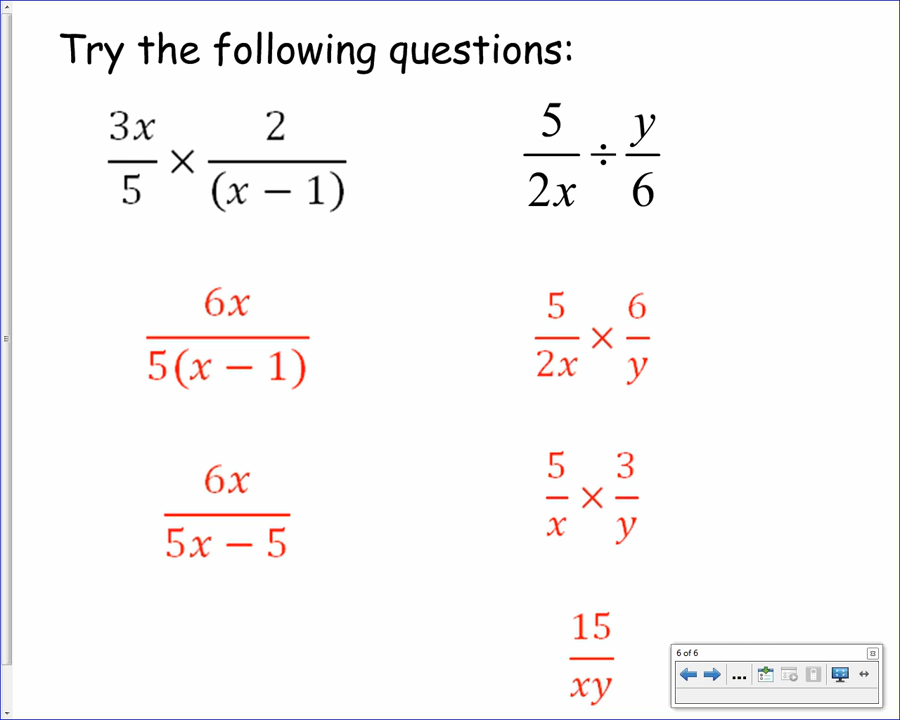 Try the following questions:
3x/5 × 2/(x − 1)
5/2x ÷ y/6
6x/5(x − 1)
5/2x × 6/y
6x/5x − 5
5/x × 3/y
15/xy
6 of 6
...